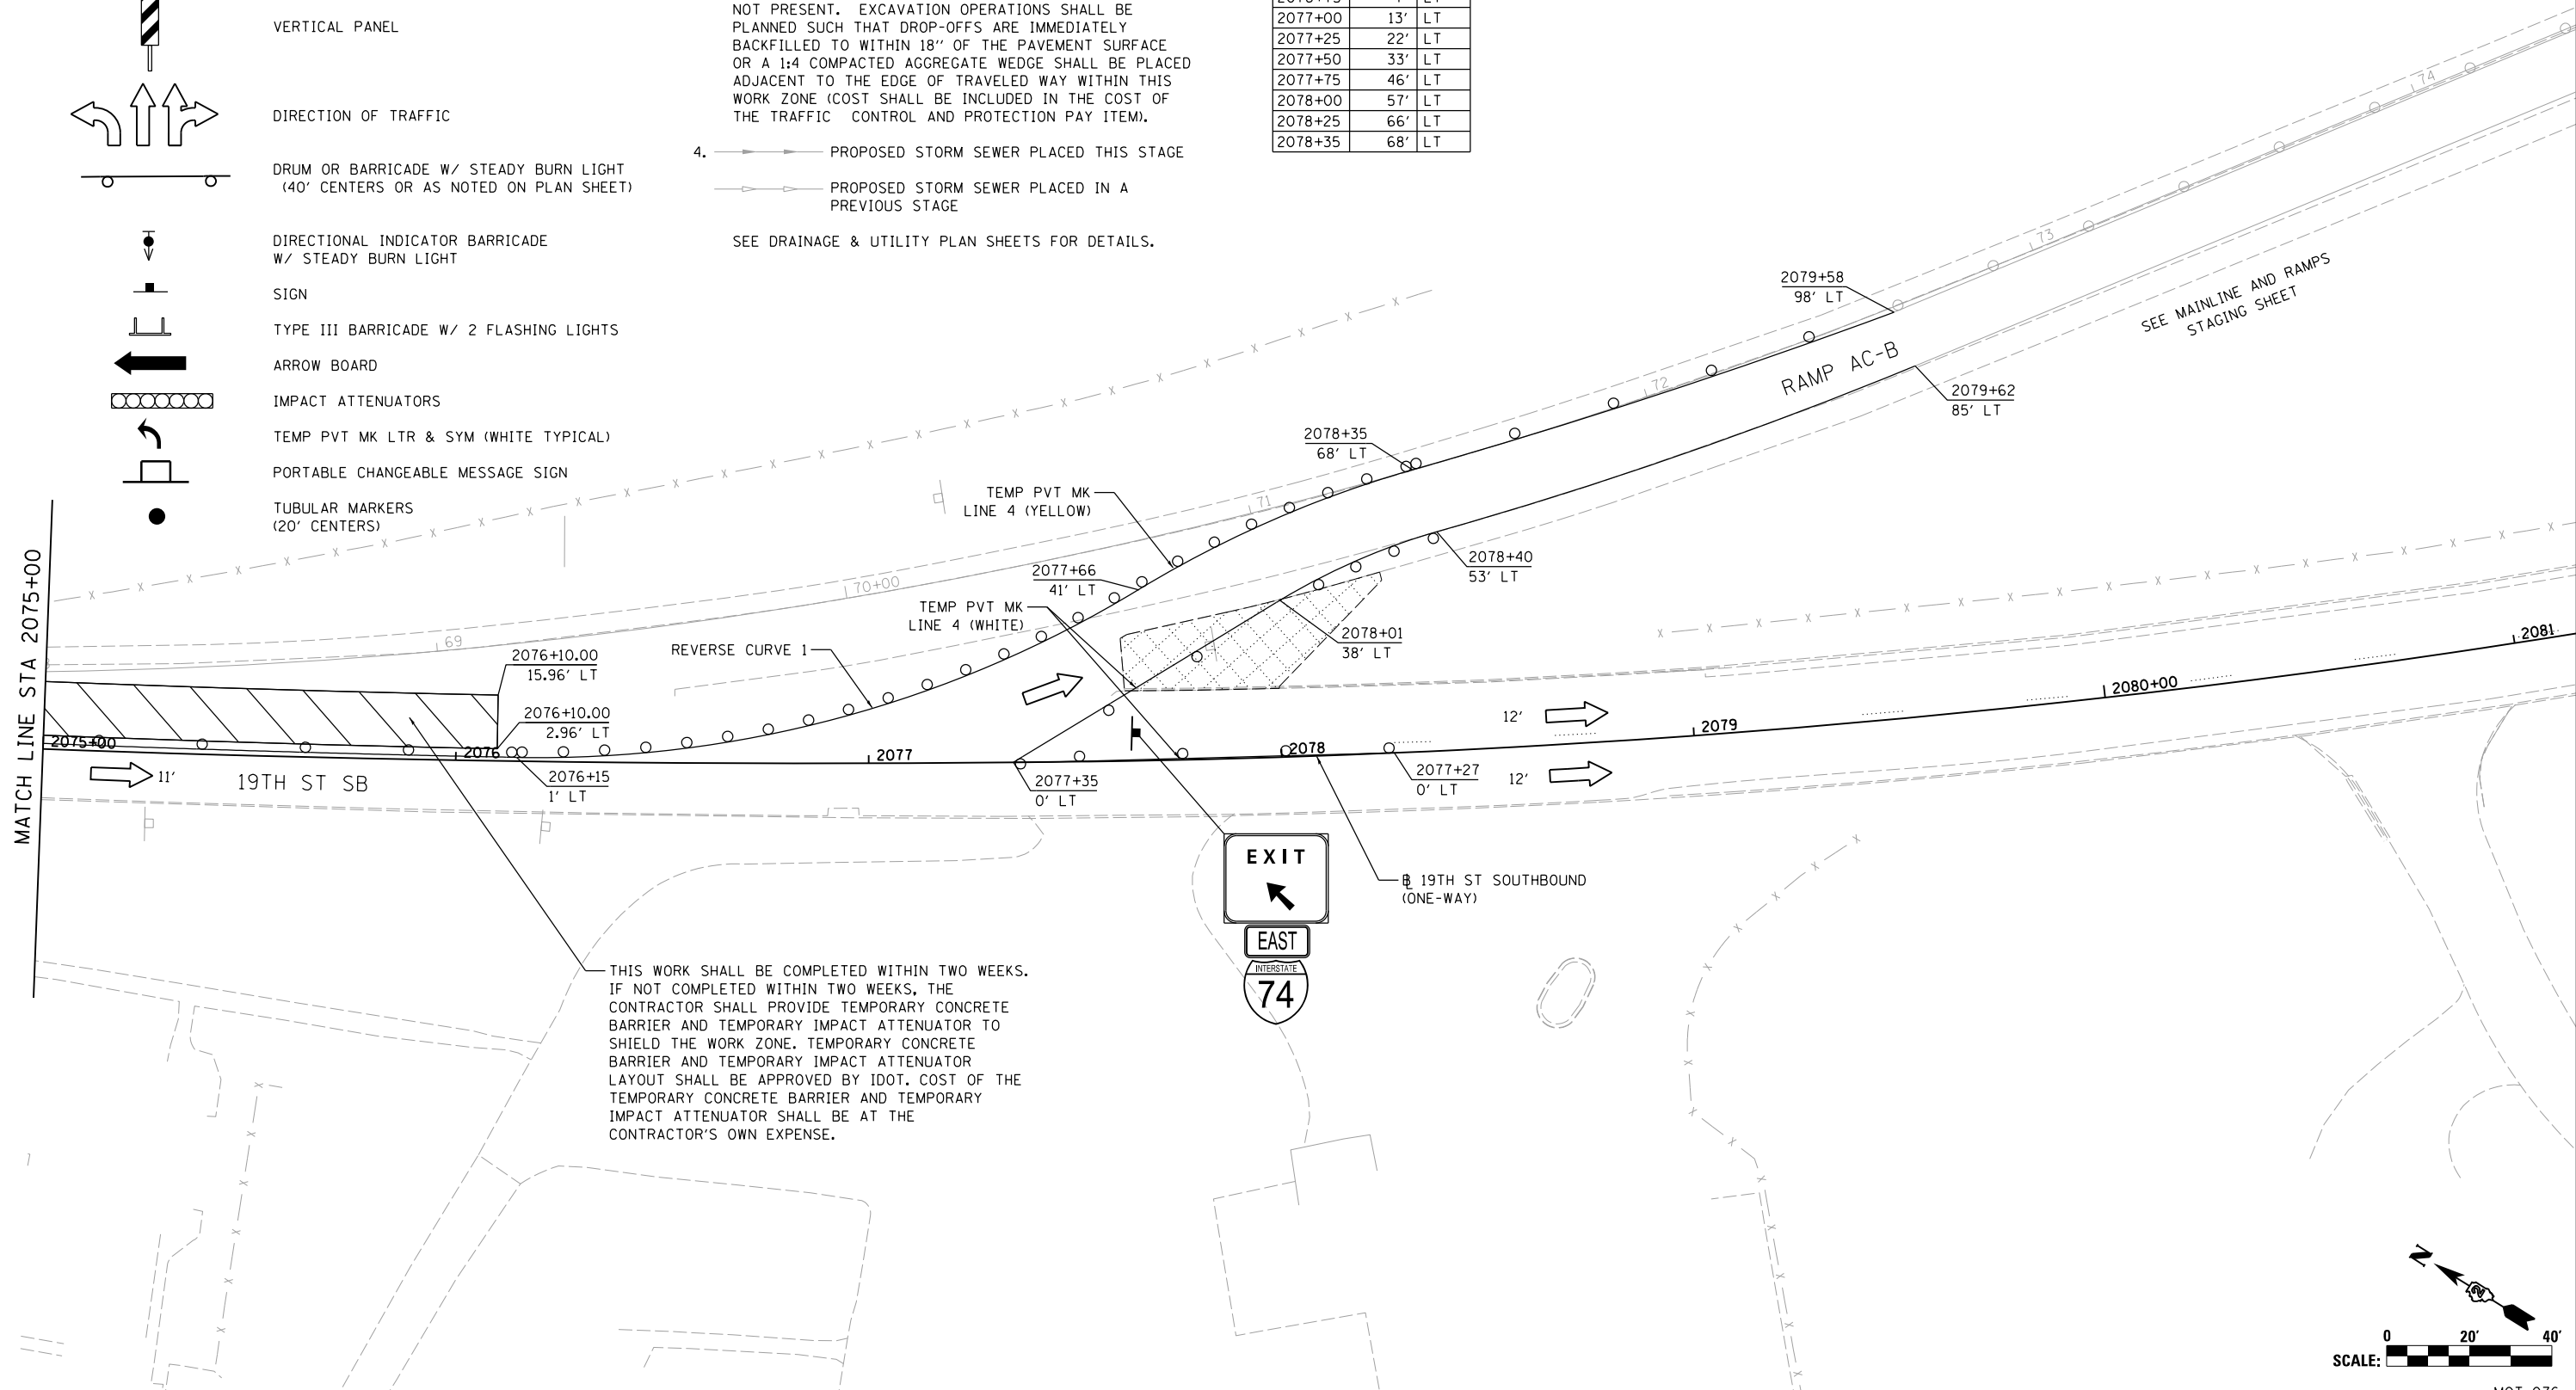 VERTICAL PANEL
DIRECTION OF TRAFFIC
DRUM OR BARRICADE W/ STEADY BURN LIGHT
(40' CENTERS OR AS NOTED ON PLAN SHEET)
DIRECTIONAL INDICATOR BARRICADE
W/ STEADY BURN LIGHT
SIGN
TYPE III BARRICADE W/ 2 FLASHING LIGHTS
ARROW BOARD
IMPACT ATTENUATORS
TEMP PVT MK LTR & SYM (WHITE TYPICAL)
PORTABLE CHANGEABLE MESSAGE SIGN
TUBULAR MARKERS
(20' CENTERS)
NOT PRESENT. EXCAVATION OPERATIONS SHALL BE
PLANNED SUCH THAT DROP-OFFS ARE IMMEDIATELY
BACKFILLED TO WITHIN 18'' OF THE PAVEMENT SURFACE
OR A 1:4 COMPACTED AGGREGATE WEDGE SHALL BE PLACED
ADJACENT TO THE EDGE OF TRAVELED WAY WITHIN THIS
WORK ZONE (COST SHALL BE INCLUDED IN THE COST OF
THE TRAFFIC CONTROL AND PROTECTION PAY ITEM).
4. PROPOSED STORM SEWER PLACED THIS STAGE
PROPOSED STORM SEWER PLACED IN A
PREVIOUS STAGE
SEE DRAINAGE & UTILITY PLAN SHEETS FOR DETAILS.
2077+00 13' LT
2077+25 22' LT
2077+50 33' LT
2077+75 46' LT
2078+00 57' LT
2078+25 66' LT
2078+35 68' LT
74
73
72
71
70+00
69
SEE MAINLINE AND RAMPS
STAGING SHEET
2079+58
98' LT
RAMP AC-B
2079+62
85' LT
2078+35
68' LT
TEMP PVT MK
LINE 4 (YELLOW)
2078+40
53' LT
2077+66
41' LT
TEMP PVT MK
LINE 4 (WHITE)
2078+01
38' LT
REVERSE CURVE 1
2076+10.00
15.96' LT
2076+10.00
2.96' LT
MATCH LINE STA 2075+00
2075+00
2076
2077
2078
2079
2080+00
2081
11'
19TH ST SB
2076+15
1' LT
2077+35
0' LT
2077+27
0' LT
12'
12'
EXIT
EAST
INTERSTATE
74
19TH ST SOUTHBOUND
(ONE-WAY)
THIS WORK SHALL BE COMPLETED WITHIN TWO WEEKS.
IF NOT COMPLETED WITHIN TWO WEEKS, THE
CONTRACTOR SHALL PROVIDE TEMPORARY CONCRETE
BARRIER AND TEMPORARY IMPACT ATTENUATOR TO
SHIELD THE WORK ZONE. TEMPORARY CONCRETE
BARRIER AND TEMPORARY IMPACT ATTENUATOR
LAYOUT SHALL BE APPROVED BY IDOT. COST OF THE
TEMPORARY CONCRETE BARRIER AND TEMPORARY
IMPACT ATTENUATOR SHALL BE AT THE
CONTRACTOR'S OWN EXPENSE.
N
0 20' 40'
SCALE: